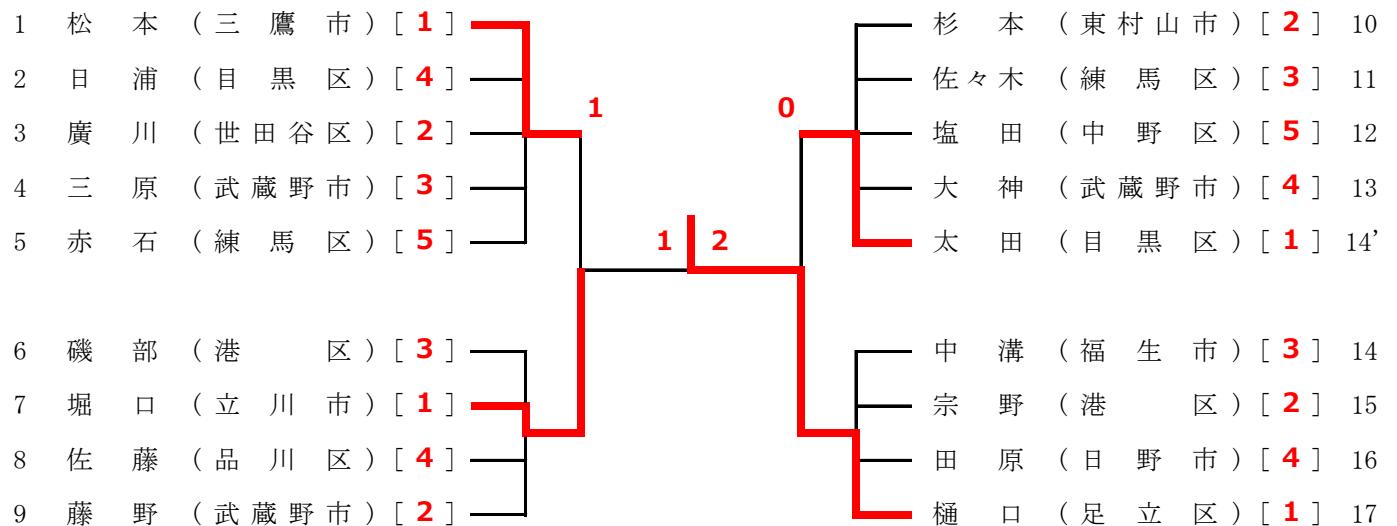 1 松本 (三鷹市) [1]
2 日浦 (目黒区) [4]
3 廣川 (世田谷区) [2]
4 三原 (武蔵野市) [3]
5 赤石 (練馬区) [5]
6 磯部 (港区) [3]
7 堀口 (立川市) [1]
8 佐藤 (品川区) [4]
9 藤野 (武蔵野市) [2]
1
1 2
0
杉本 (東村山市) [2] 10
佐々木 (練馬区) [3] 11
塩田 (中野区) [5] 12
大神 (武蔵野市) [4] 13
太田 (目黒区) [1] 14'
中溝 (福生市) [3] 14
宗野 (港区) [2] 15
田原 (日野市) [4] 16
樋口 (足立区) [1] 17